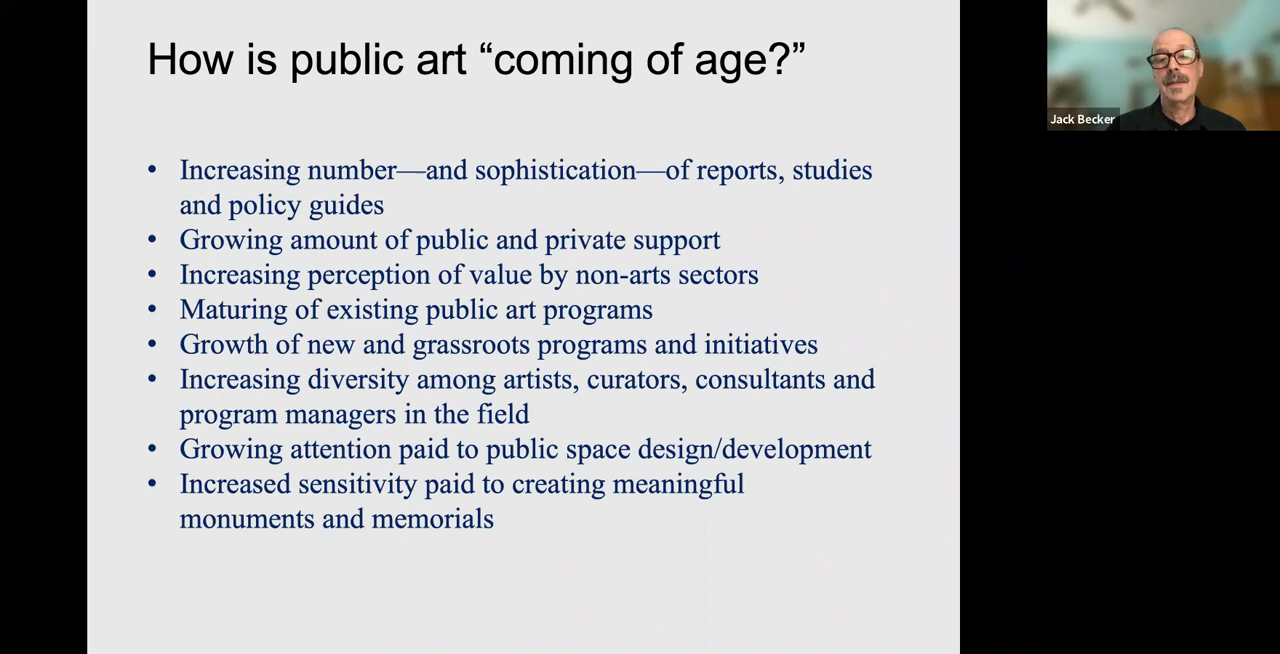 How is public art “coming of age?”
• Increasing number—and sophistication—of reports, studies
and policy guides
• Growing amount of public and private support
• Increasing perception of value by non-arts sectors
• Maturing of existing public art programs
• Growth of new and grassroots programs and initiatives
• Increasing diversity among artists, curators, consultants and
program managers in the field
• Growing attention paid to public space design/development
• Increased sensitivity paid to creating meaningful
monuments and memorials
Jack Becker